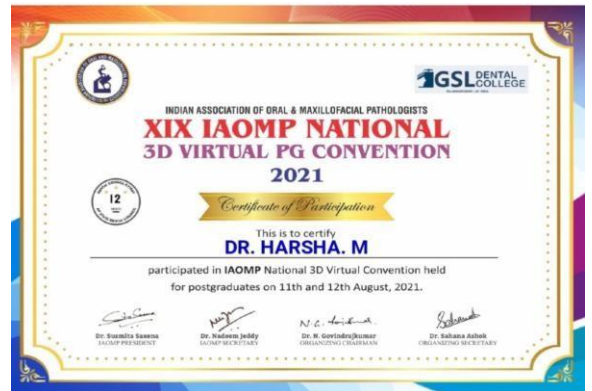 GSL DENTAL COLLEGE
INDIAN ASSOCIATION OF ORAL & MAXILLOFACIAL PATHOLOGISTS
XIX IAOMP NATIONAL
3D VIRTUAL PG CONVENTION
2021
12
Certificate of Participation
This is to certify
DR. HARSHA. M
participated in IAOMP National 3D Virtual Convention held
for postgraduates on 11th and 12th August, 2021.
Dr. Susmita Saxena
IAOMP PRESIDENT
Dr. Nadeem Jeddy
IAOMP SECRETARY
Dr. N. Govindrajkumar
ORGANIZING CHAIRMAN
Dr. Sahana Ashok
ORGANIZING SECRETARY